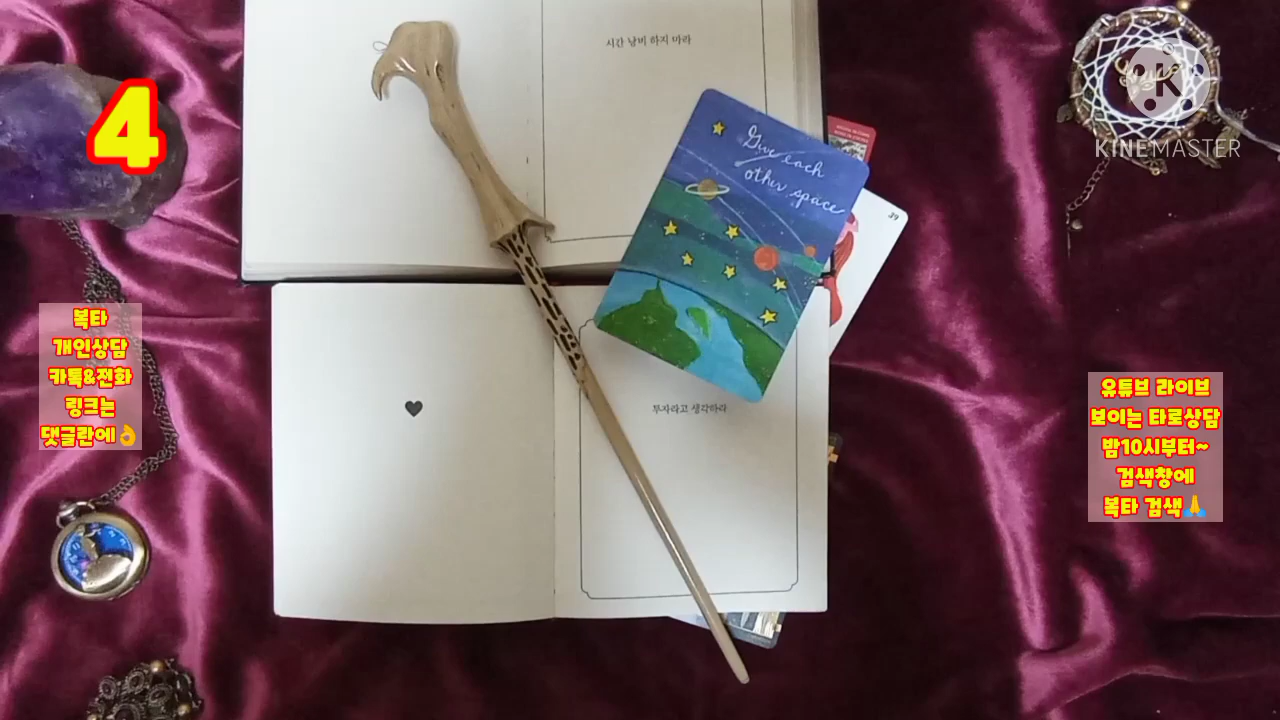 4
시간 낭비 하지 마라
Give each
other space
39
K
KINEMASTER
복타
개인상담
카톡&전화
링크는
댓글란에👌
부자라고 생각하라
유튜브 라이브
보이는 타로상담
밤10시부터~
검색창에
복타 검색🙏